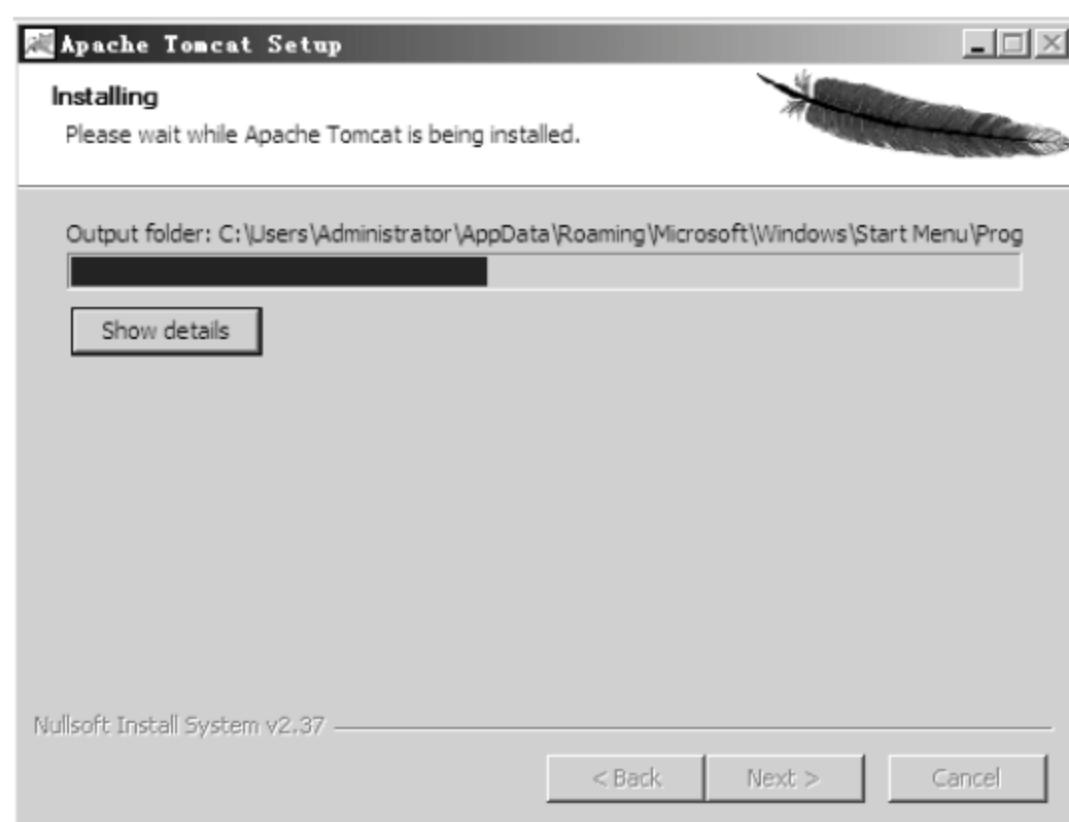 Apache Tomcat Setup
Installing
Please wait while Apache Tomcat is being installed.
Output folder: C:\Users\Administrator\AppData\Roaming\Microsoft\Windows\Start Menu\Prog
Show details
Nullsoft Install System v2.37
< Back
Next >
Cancel